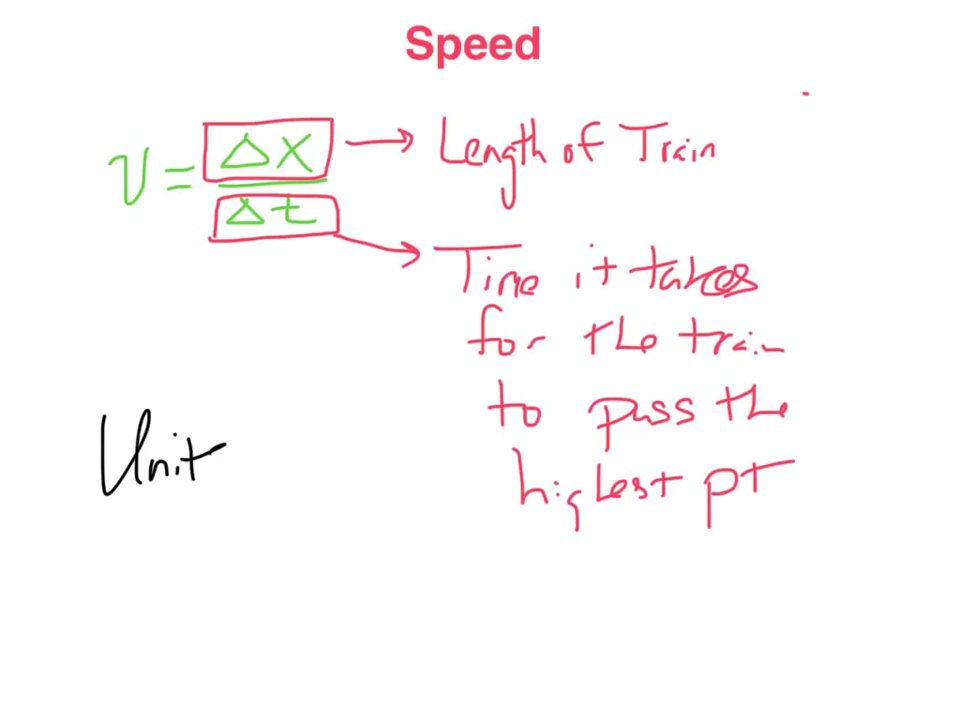 Speed
V = Δx / Δt
Length of Train
Time it takes
for the train
to pass the
highest pt
Unit